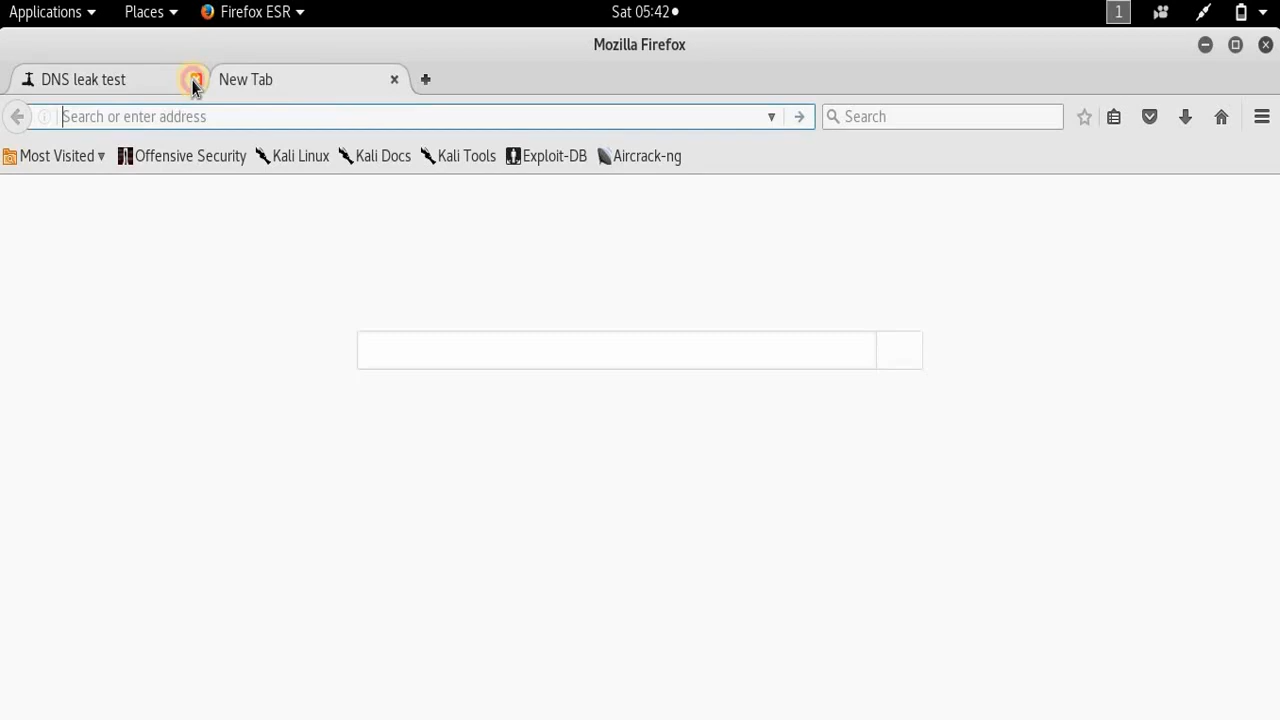 Applications Places Firefox ESR Sat 05:42 1
Mozilla Firefox
DNS leak test New Tab
Search or enter address Search
Most Visited Offensive Security Kali Linux Kali Docs Kali Tools Exploit-DB Aircrack-ng